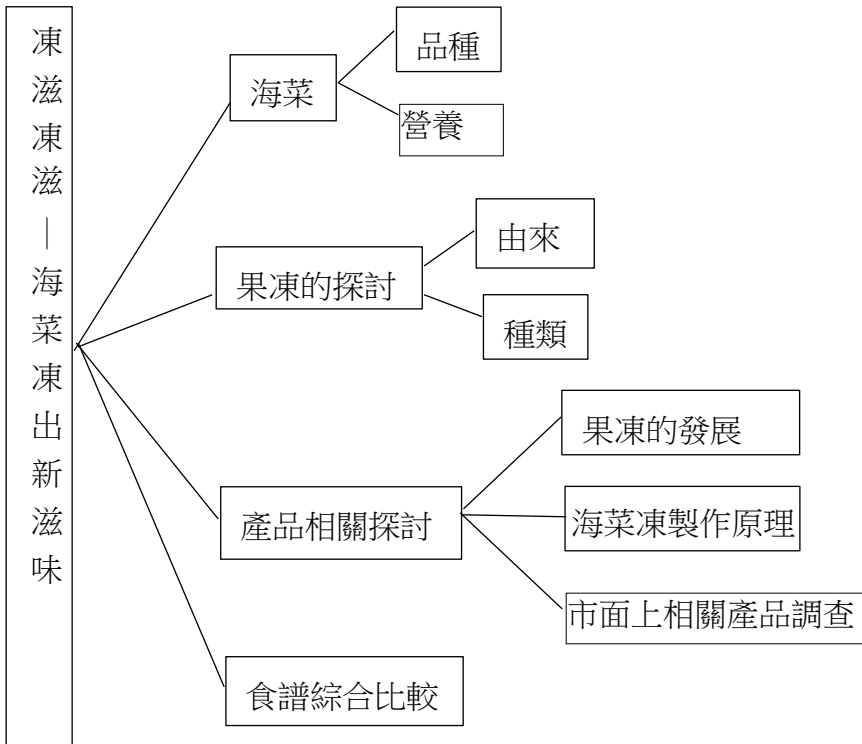 凍滋凍滋｜海菜凍出新滋味
海菜
品種
營養
果凍的探討
由來
種類
產品相關探討
果凍的發展
海菜凍製作原理
市面上相關產品調查
食譜綜合比較